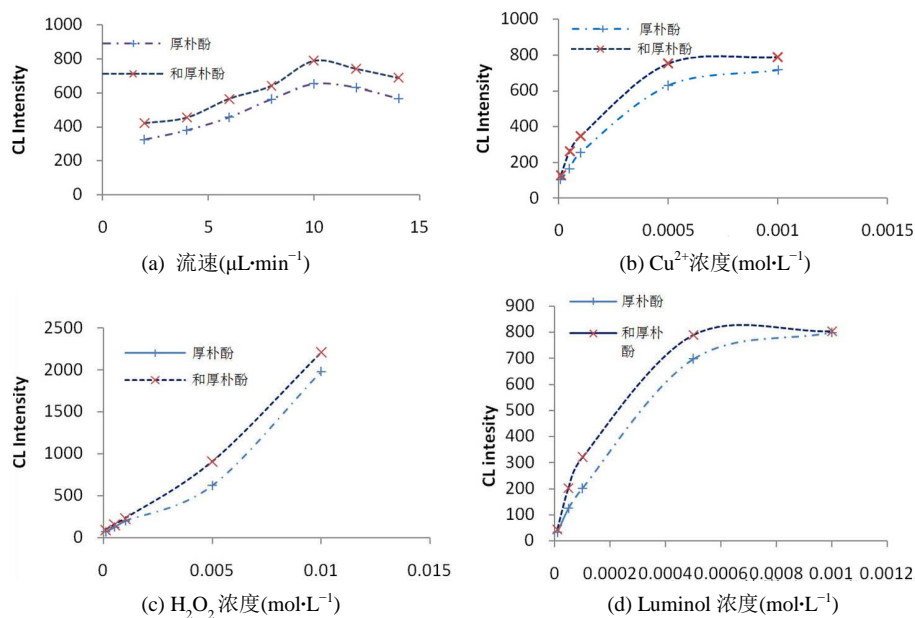 1000
800
600
400
200
0
CL Intensity
厚朴酚
和厚朴酚
0 5 10 15
(a) 流速(μL•min⁻¹)
1000
800
600
400
200
0
CL Intensity
厚朴酚
和厚朴酚
0 0.0005 0.001 0.0015
(b) Cu²⁺浓度(mol•L⁻¹)
2500
2000
1500
1000
500
0
CL Intensity
厚朴酚
和厚朴酚
0 0.005 0.01 0.015
(c) H₂O₂ 浓度(mol•L⁻¹)
900
800
700
600
500
400
300
200
100
0
CL intesity
厚朴酚
和厚朴
酚
0 0.0002 0.0004 0.0006 0.0008 0.001 0.0012
(d) Luminol 浓度(mol•L⁻¹)